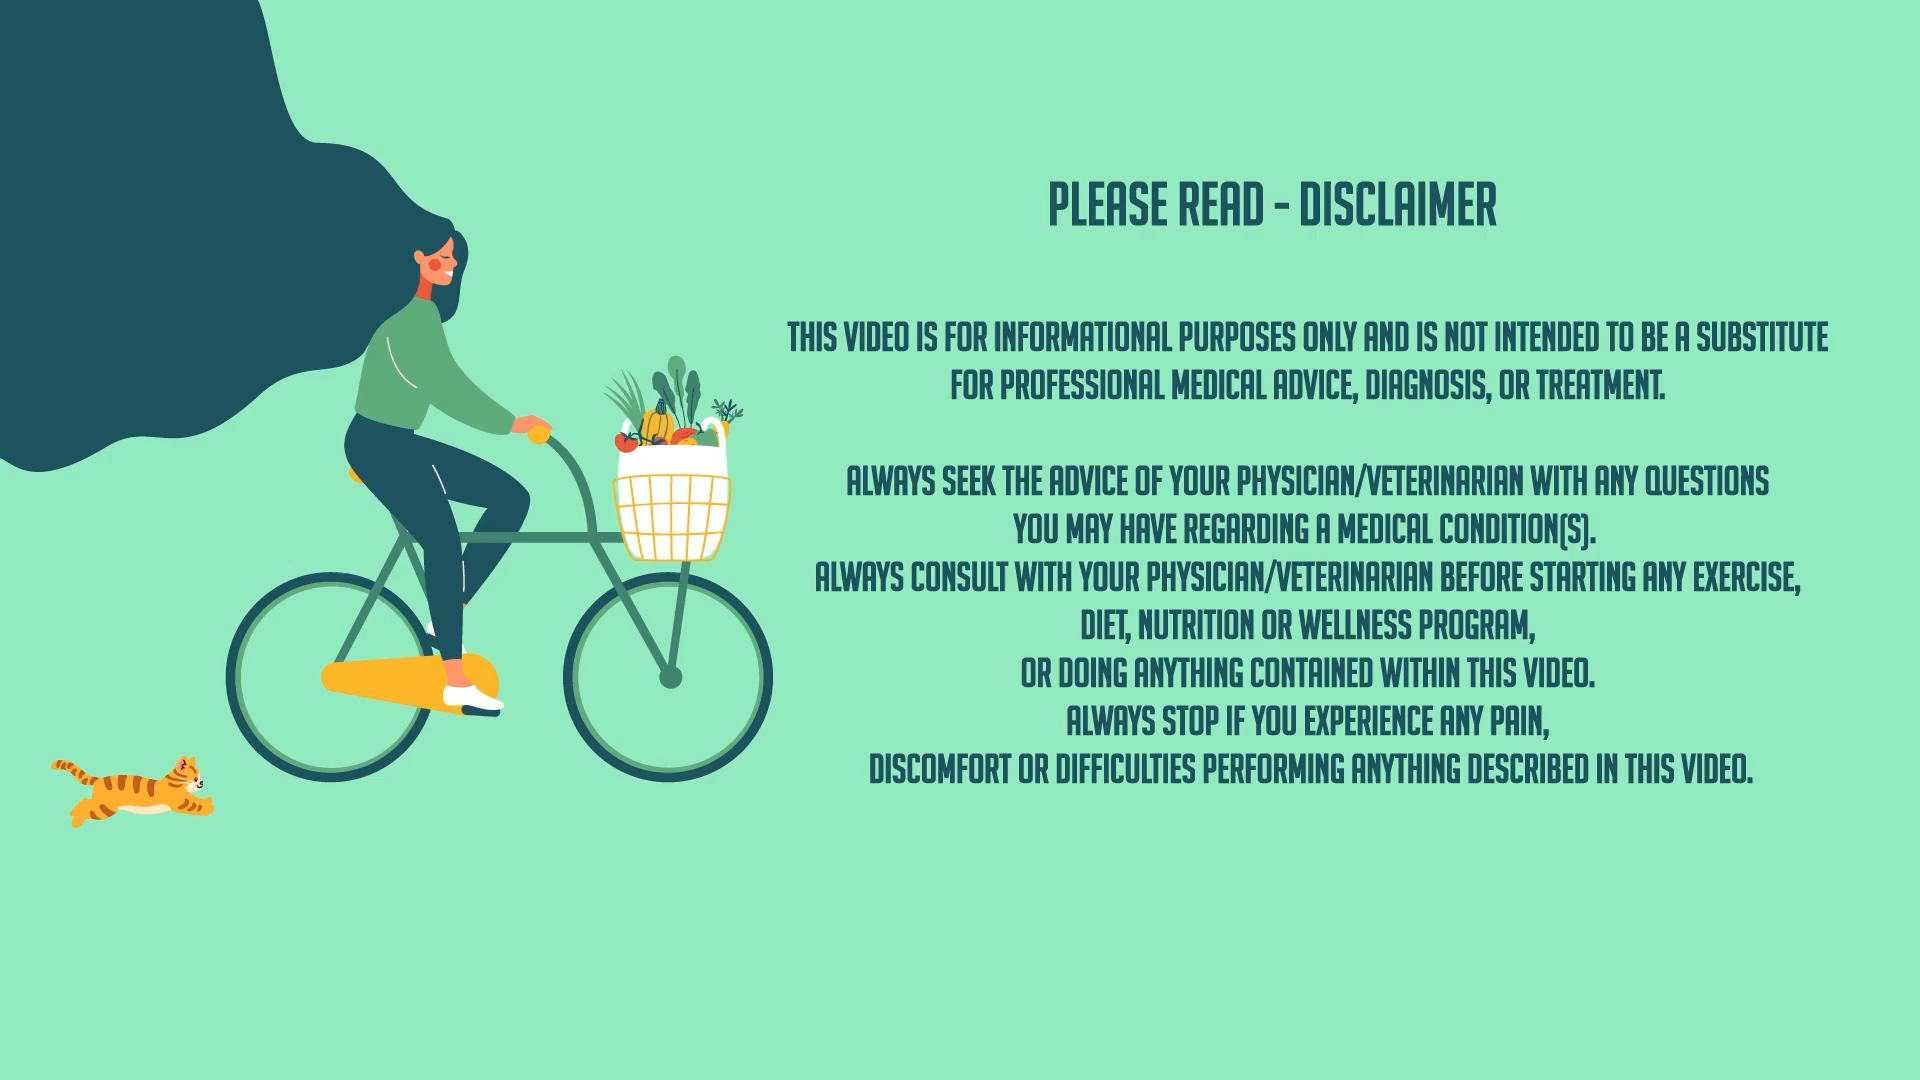 PLEASE READ - DISCLAIMER
THIS VIDEO IS FOR INFORMATIONAL PURPOSES ONLY AND IS NOT INTENDED TO BE A SUBSTITUTE
FOR PROFESSIONAL MEDICAL ADVICE, DIAGNOSIS, OR TREATMENT.
ALWAYS SEEK THE ADVICE OF YOUR PHYSICIAN/VETERINARIAN WITH ANY QUESTIONS
YOU MAY HAVE REGARDING A MEDICAL CONDITION(S).
ALWAYS CONSULT WITH YOUR PHYSICIAN/VETERINARIAN BEFORE STARTING ANY EXERCISE,
DIET, NUTRITION OR WELLNESS PROGRAM,
OR DOING ANYTHING CONTAINED WITHIN THIS VIDEO.
ALWAYS STOP IF YOU EXPERIENCE ANY PAIN,
DISCOMFORT OR DIFFICULTIES PERFORMING ANYTHING DESCRIBED IN THIS VIDEO.